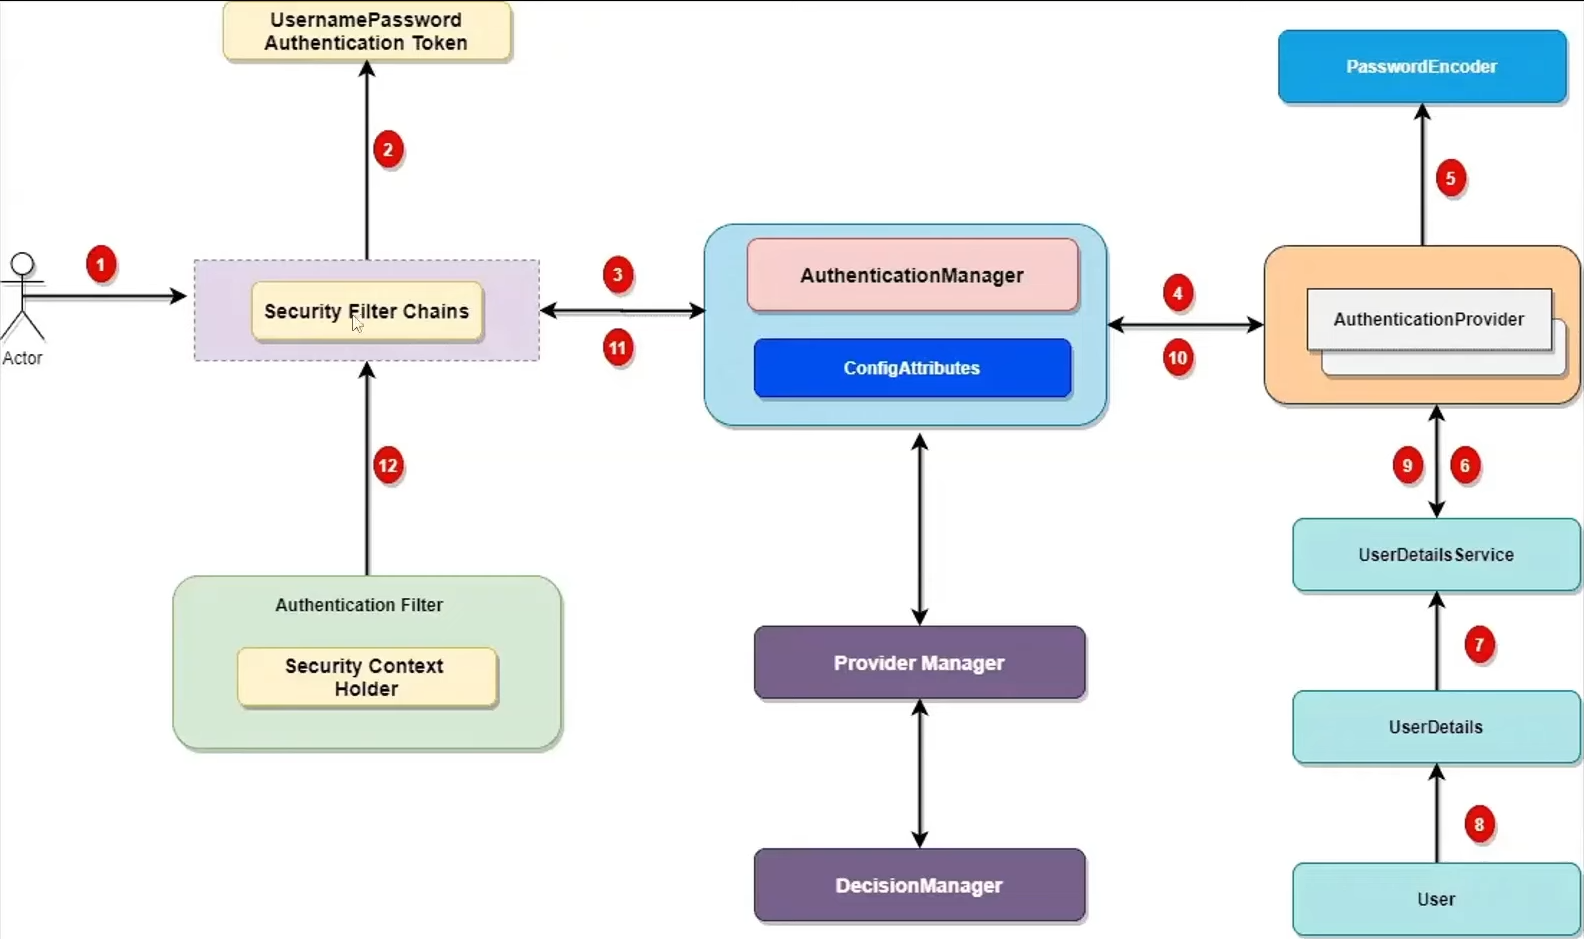 UsernamePassword
Authentication Token
PasswordEncoder
2
5
1
3
4
AuthenticationManager
Security Filter Chains
AuthenticationProvider
11
10
ConfigAttributes
Actor
12
9
6
UserDetailsService
Authentication Filter
7
Security Context
Holder
Provider Manager
UserDetails
8
DecisionManager
User